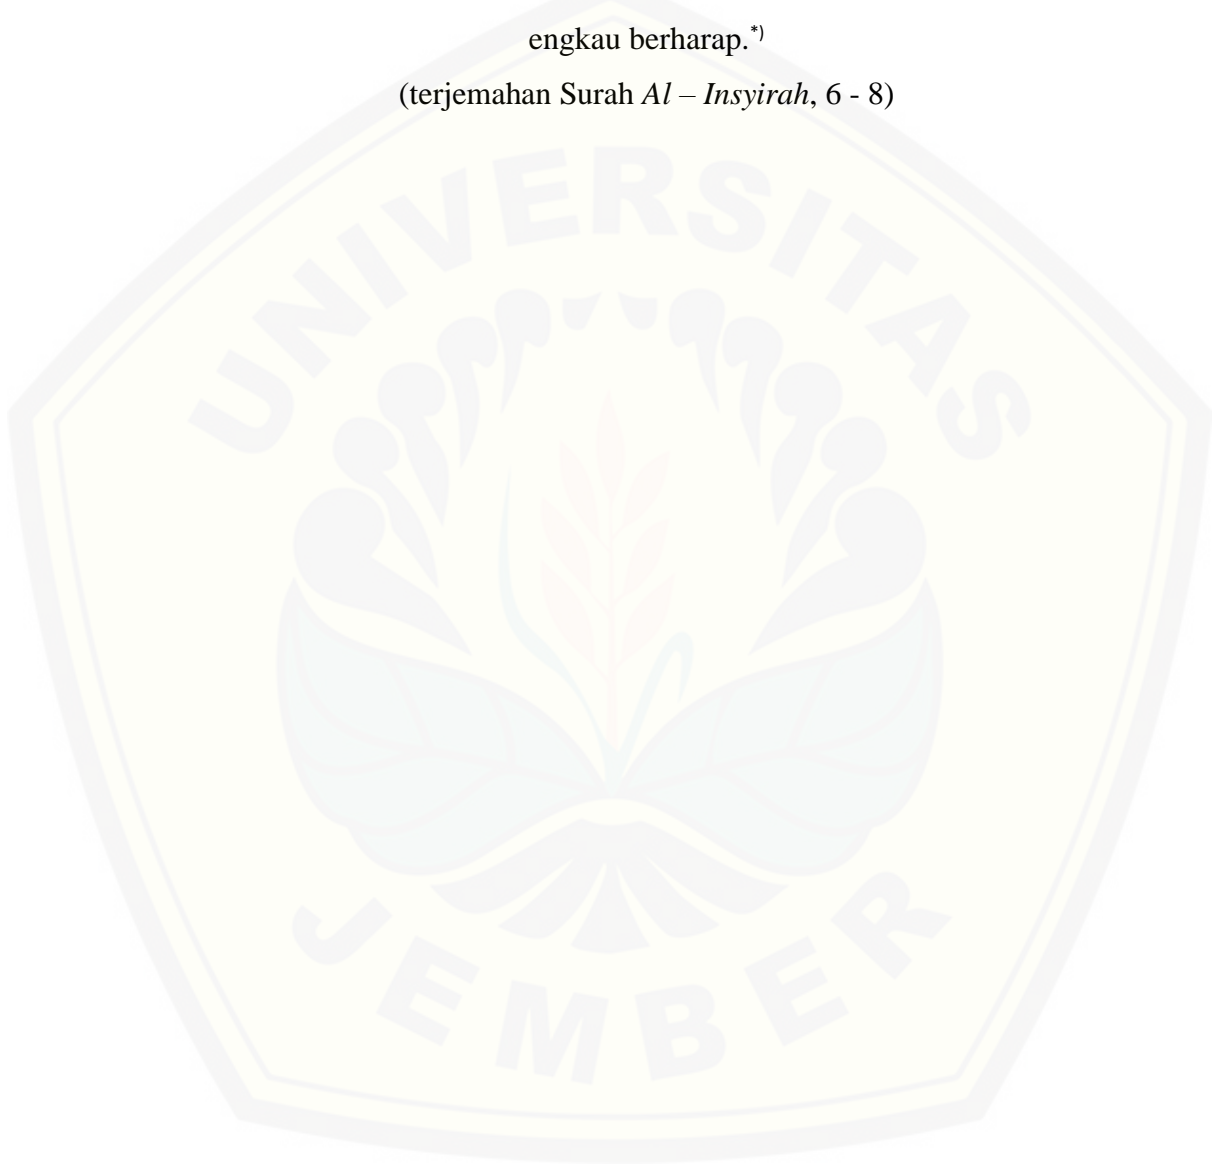 engkau berharap.*)
(terjemahan Surah Al – Insyirah, 6 - 8)
UNIVERSITAS
JEMBER